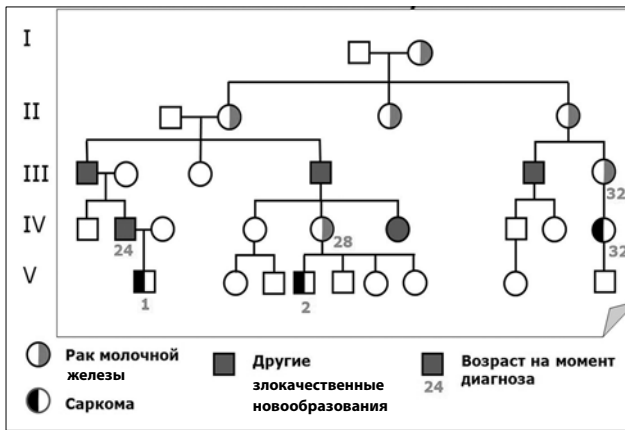 I
II
III
32
IV
24
28
32
V
1
2
Рак молочной
железы
Саркома
Другие
злокачественные
новообразования
24
Возраст на момент
диагноза